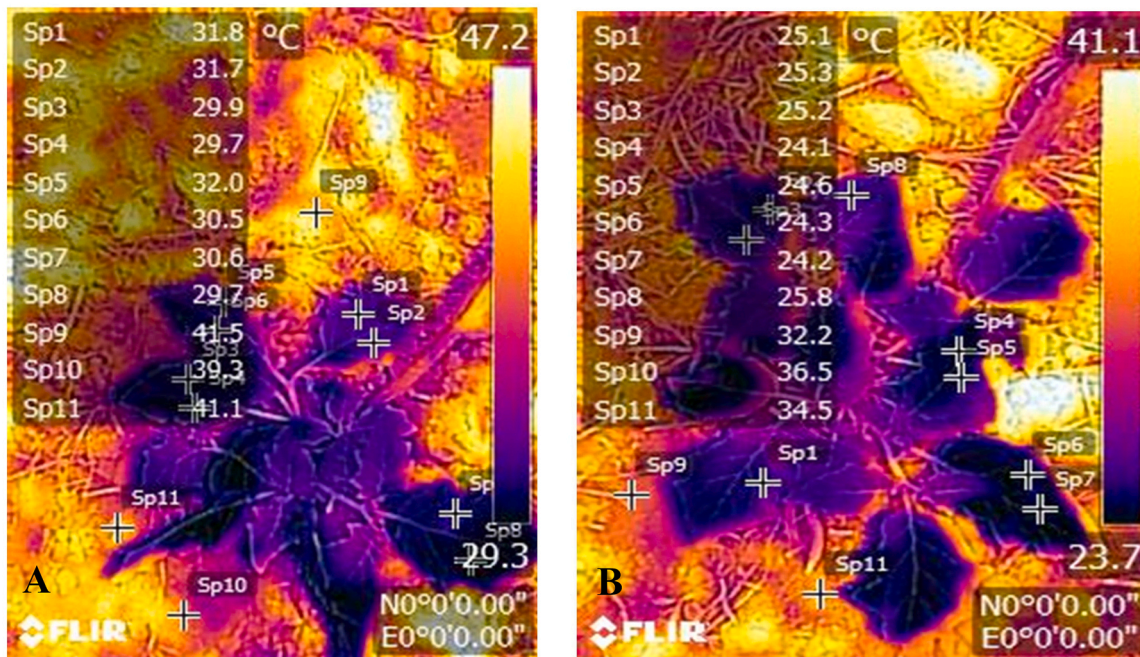 Sp1 31.8 °C 47.2
Sp2 31.7
Sp3 29.9
Sp4 29.7
Sp5 32.0
Sp6 30.5
Sp7 30.6
Sp8 29.7
Sp9 41.5
Sp10 39.3
Sp11 41.1
Sp9
Sp5
Sp6
Sp1
Sp2
Sp3
Sp4
Sp11
Sp
Sp8
Sp10
29.3
A
FLIR
N0°0'0.00"
E0°0'0.00"
Sp1 25.1 °C 41.1
Sp2 25.3
Sp3 25.2
Sp4 24.1
Sp5 24.6
Sp6 24.3
Sp7 24.2
Sp8 25.8
Sp9 32.2
Sp10 36.5
Sp11 34.5
Sp8
Sp3
Sp4
Sp5
Sp6
Sp7
Sp9
Sp1
Sp11
23.7
B
FLIR
N0°0'0.00"
E0°0'0.00"